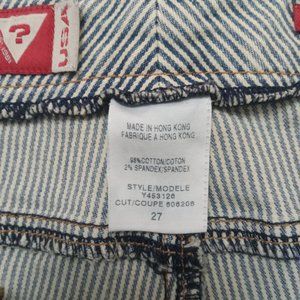 ?
USA
MADE IN HONG KONG
FABRIQUE A HONG KONG
98%COTTON/COTON
2% SPANDEX/SPANDEX
STYLE/MODELE
Y453126
CUT/COUPE 606206
27